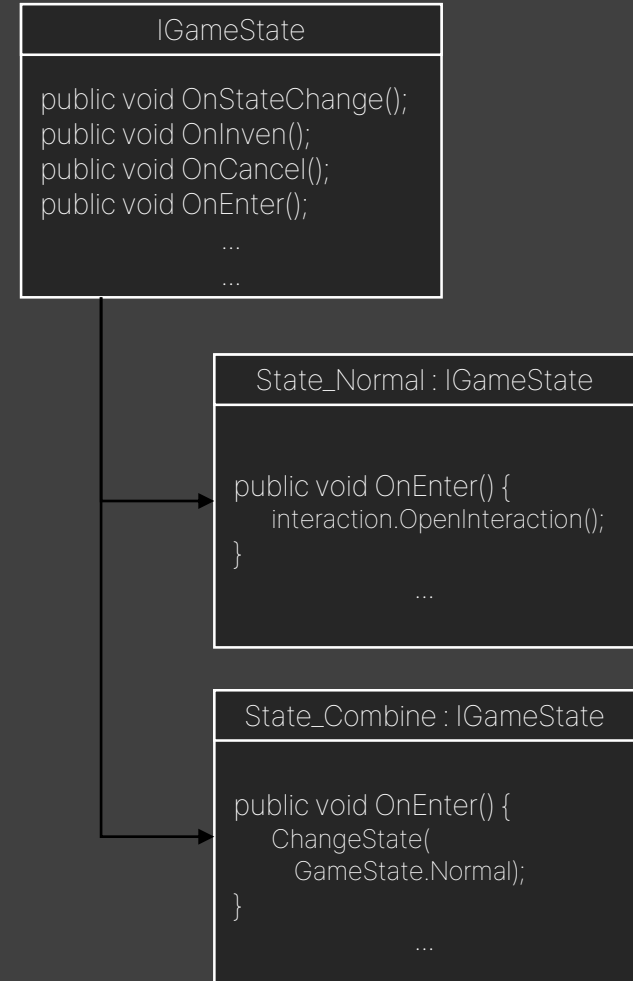 IGameState
public void OnStateChange();
public void OnInven();
public void OnCancel();
public void OnEnter();
...
...
State_Normal : IGameState
public void OnEnter() {
interaction.OpenInteraction();
}
...
State_Combine : IGameState
public void OnEnter() {
ChangeState(
GameState.Normal);
}
...